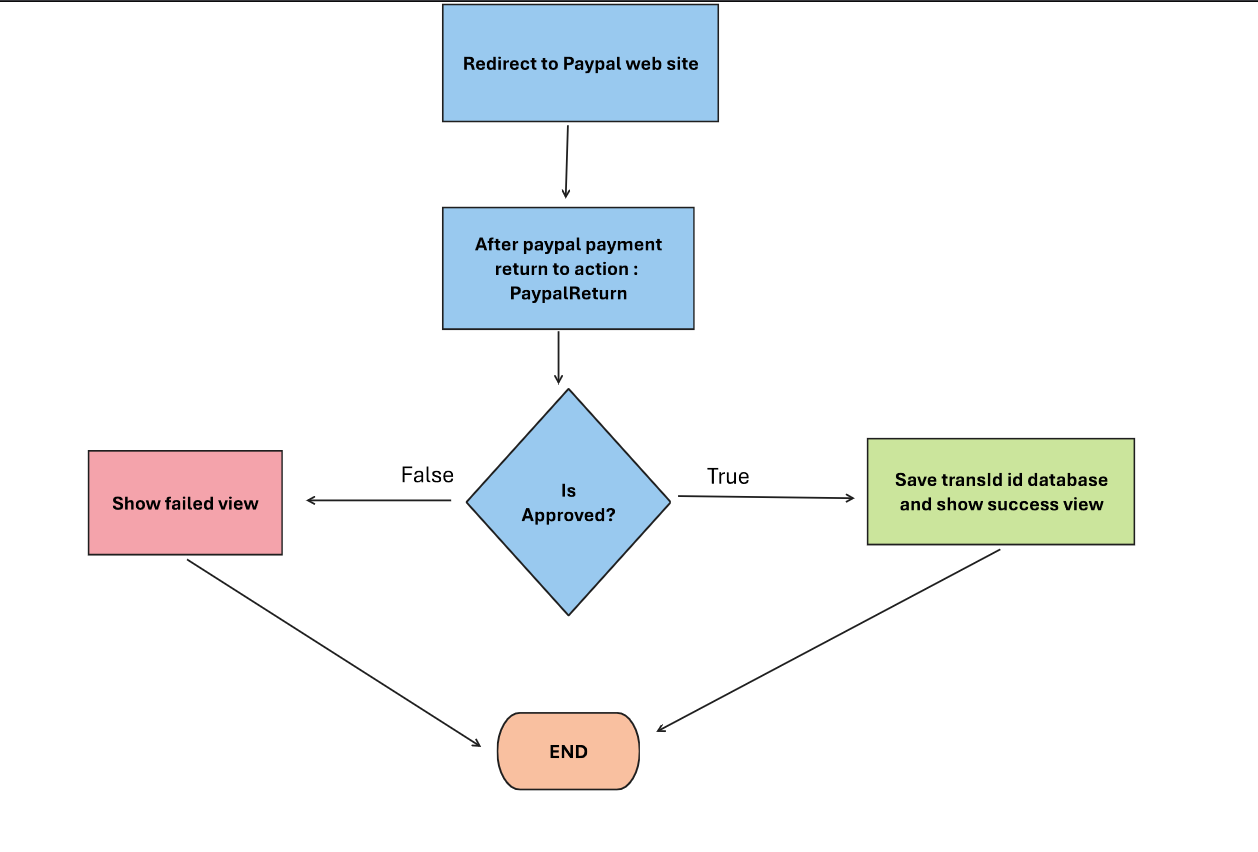 Redirect to Paypal web site
After paypal payment
return to action :
PaypalReturn
False
Is
Approved?
True
Show failed view
Save transId id database
and show success view
END